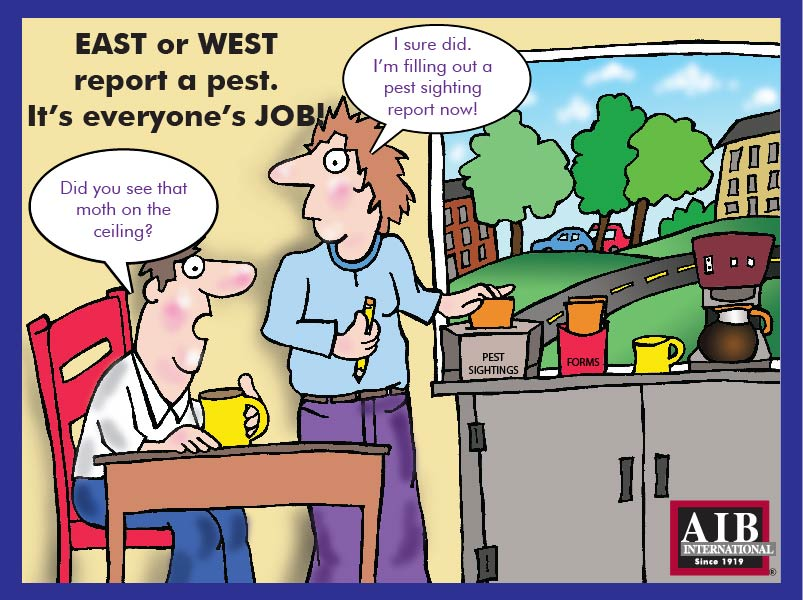 EAST or WEST
report a pest.
It's everyone's JOB!
I sure did.
I'm filling out a
pest sighting
report now!
Did you see that
moth on the
ceiling?
PEST
SIGHTINGS
FORMS
AIB
INTERNATIONAL
Since 1919
®